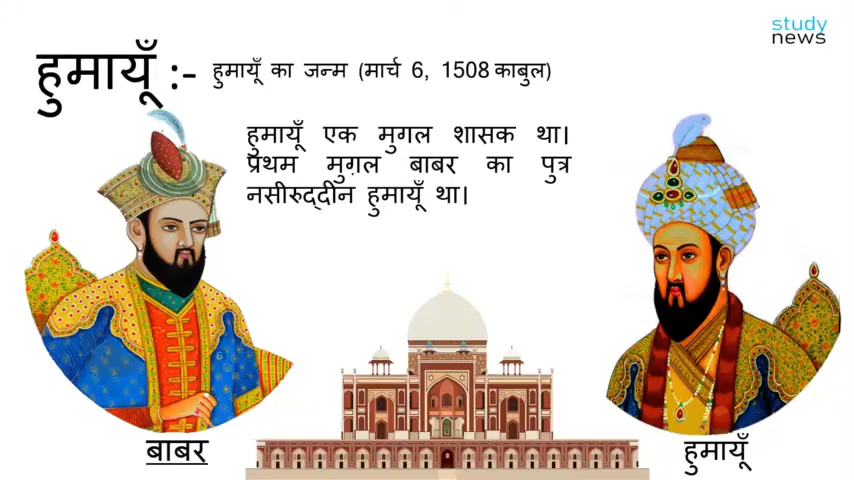 study
news
हुमायूँ :- हुमायूँ का जन्म (मार्च 6, 1508 काबुल)
हुमायूँ एक मुगल शासक था।
प्रथम मुग़ल बाबर का पुत्र
नसीरुद्दीन हुमायूँ था।
बाबर
हुमायूँ